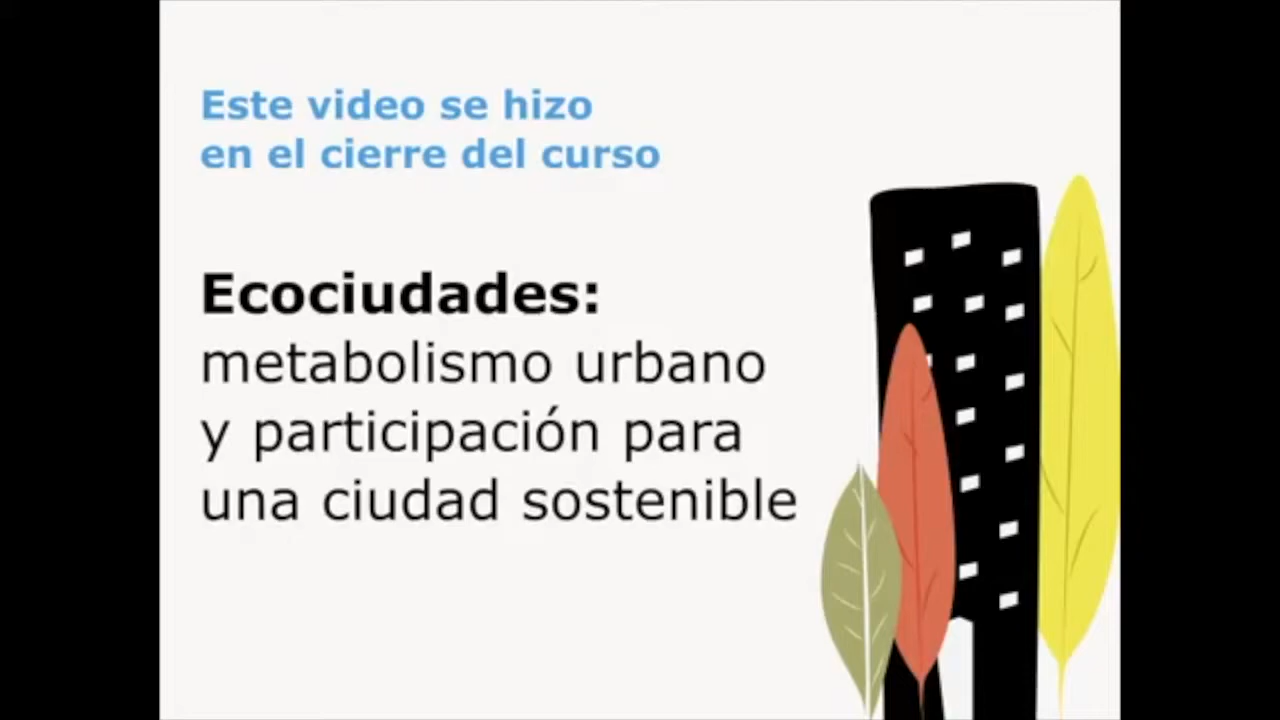 Este video se hizo
en el cierre del curso
Ecociudades:
metabolismo urbano
y participación para
una ciudad sostenible